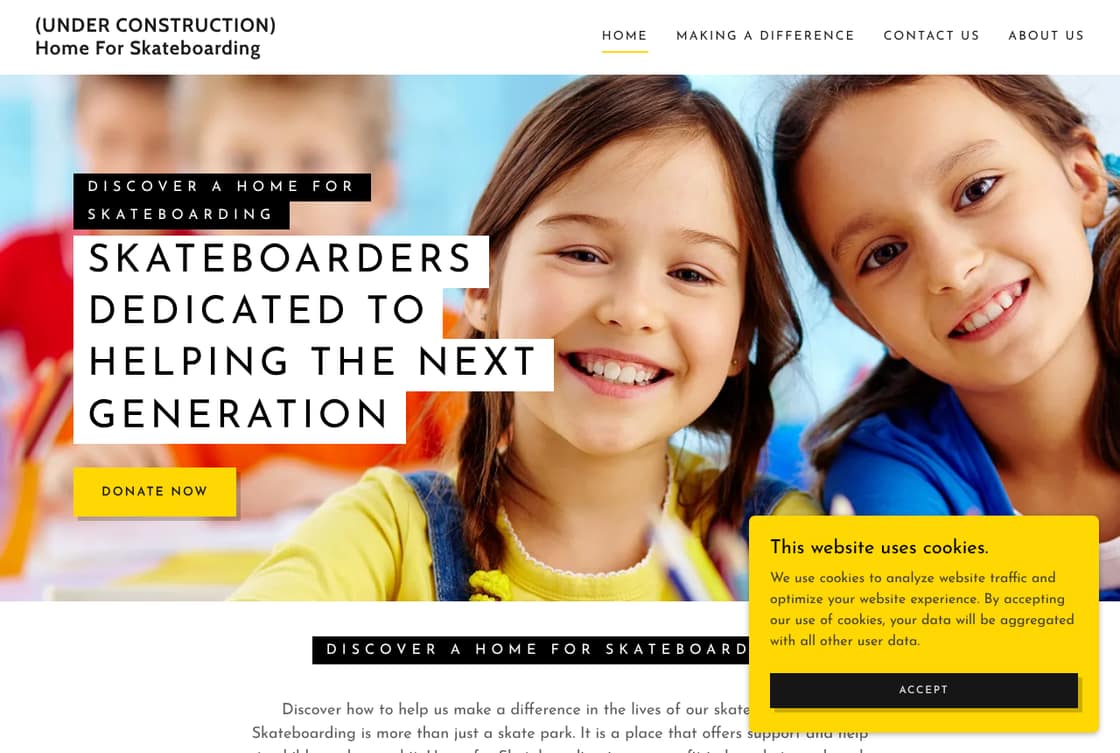 (UNDER CONSTRUCTION)
Home For Skateboarding
HOME
MAKING A DIFFERENCE
CONTACT US
ABOUT US
DISCOVER A HOME FOR
SKATEBOARDING
SKATEBOARDERS
DEDICATED TO
HELPING THE NEXT
GENERATION
DONATE NOW
This website uses cookies.
We use cookies to analyze website traffic and
optimize your website experience. By accepting
our use of cookies, your data will be aggregated
with all other user data.
ACCEPT
DISCOVER A HOME FOR SKATEBOARD
Discover how to help us make a difference in the lives of our skate
Skateboarding is more than just a skate park. It is a place that offers support and help